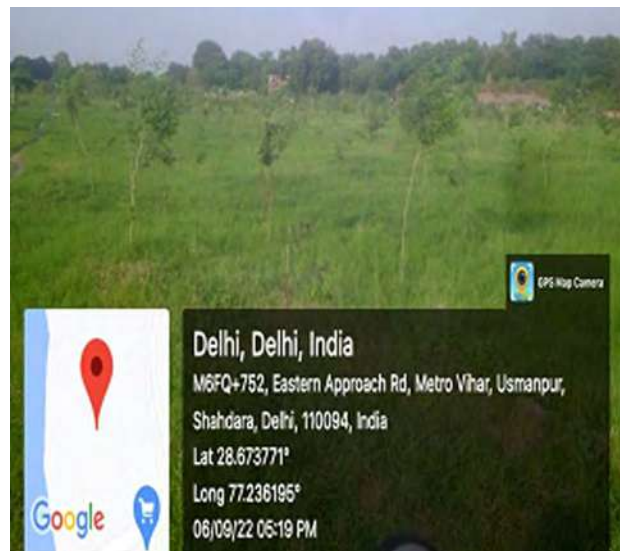 GPS Map Camera
Delhi, Delhi, India
M6FQ+752, Eastern Approach Rd, Metro Vihar, Usmanpur,
Shahdara, Delhi, 110094, India
Lat 28.673771°
Long 77.236195°
06/09/22 05:19 PM
Google